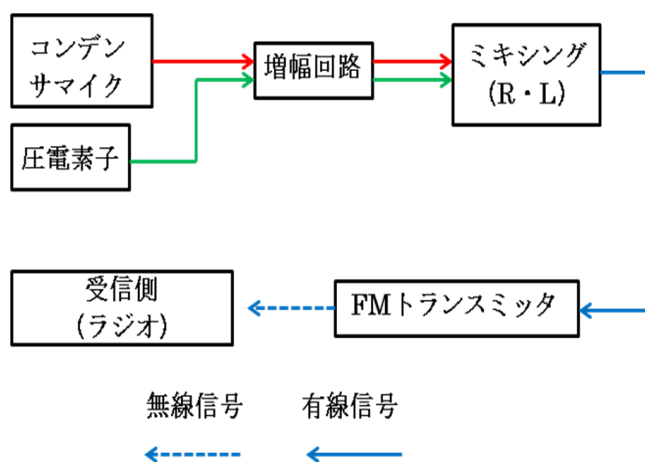 コンデン
サマイク
増幅回路
ミキシング
(R・L)
圧電素子
受信側
(ラジオ)
FMトランスミッタ
無線信号
有線信号